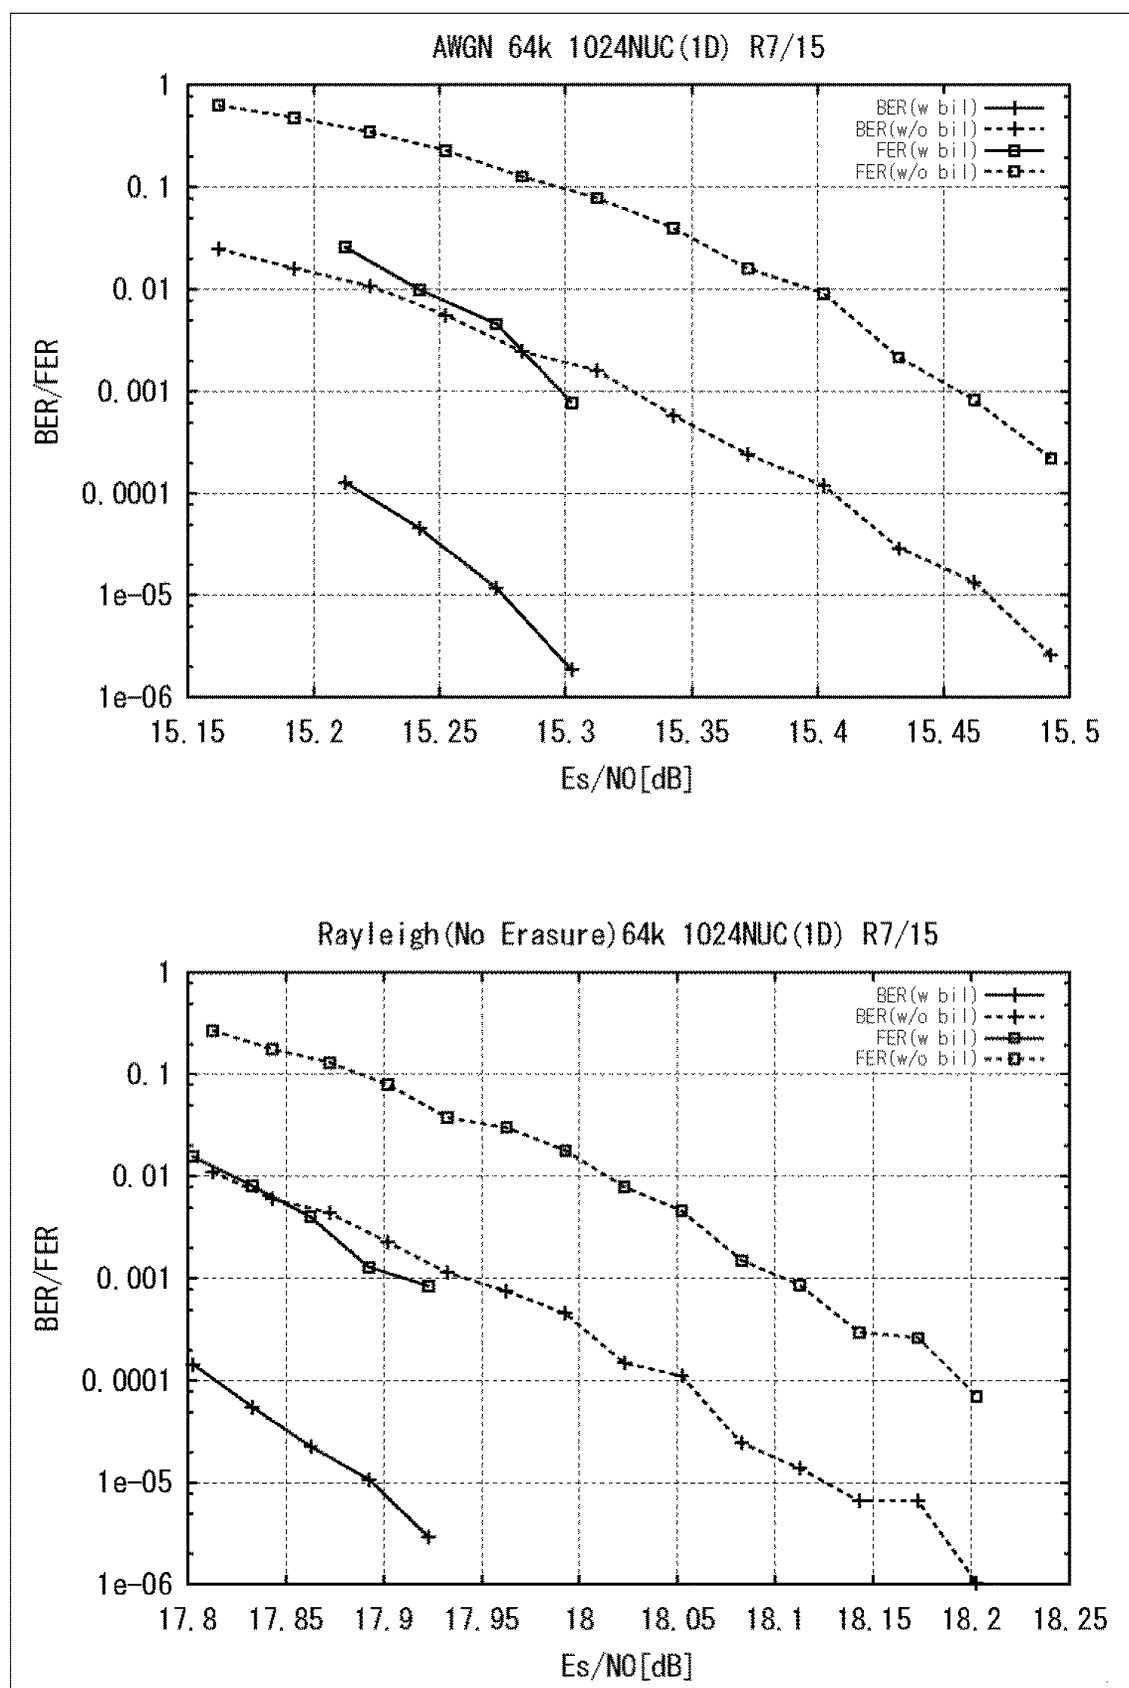 AWGN 64k 1024NUC(1D) R7/15
BER(w bil)
BER(w/o bil)
FER(w bil)
FER(w/o bil)
1
0.1
0.01
0.001
0.0001
1e-05
1e-06
BER/FER
15.15 15.2 15.25 15.3 15.35 15.4 15.45 15.5
Es/N0[dB]
Rayleigh(No Erasure)64k 1024NUC(1D) R7/15
BER(w bil)
BER(w/o bil)
FER(w bil)
FER(w/o bil)
1
0.1
0.01
0.001
0.0001
1e-05
1e-06
BER/FER
17.8 17.85 17.9 17.95 18 18.05 18.1 18.15 18.2 18.25
Es/N0[dB]